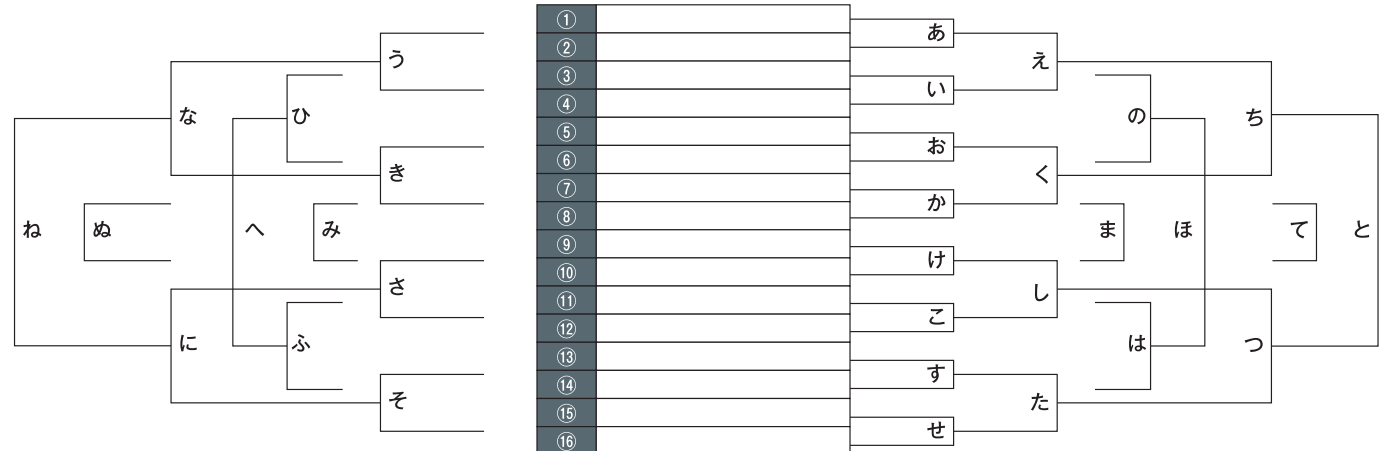 ① あ
う ②
え
③
な ひ い の ち
④
⑤
お
き ⑥ く
⑦
か
⑧
ね ぬ へ み ま ほ て と
⑨
け
⑩
さ し
⑪
こ
⑫
に ふ は つ
⑬
す
⑭
そ た
⑮
せ
⑯